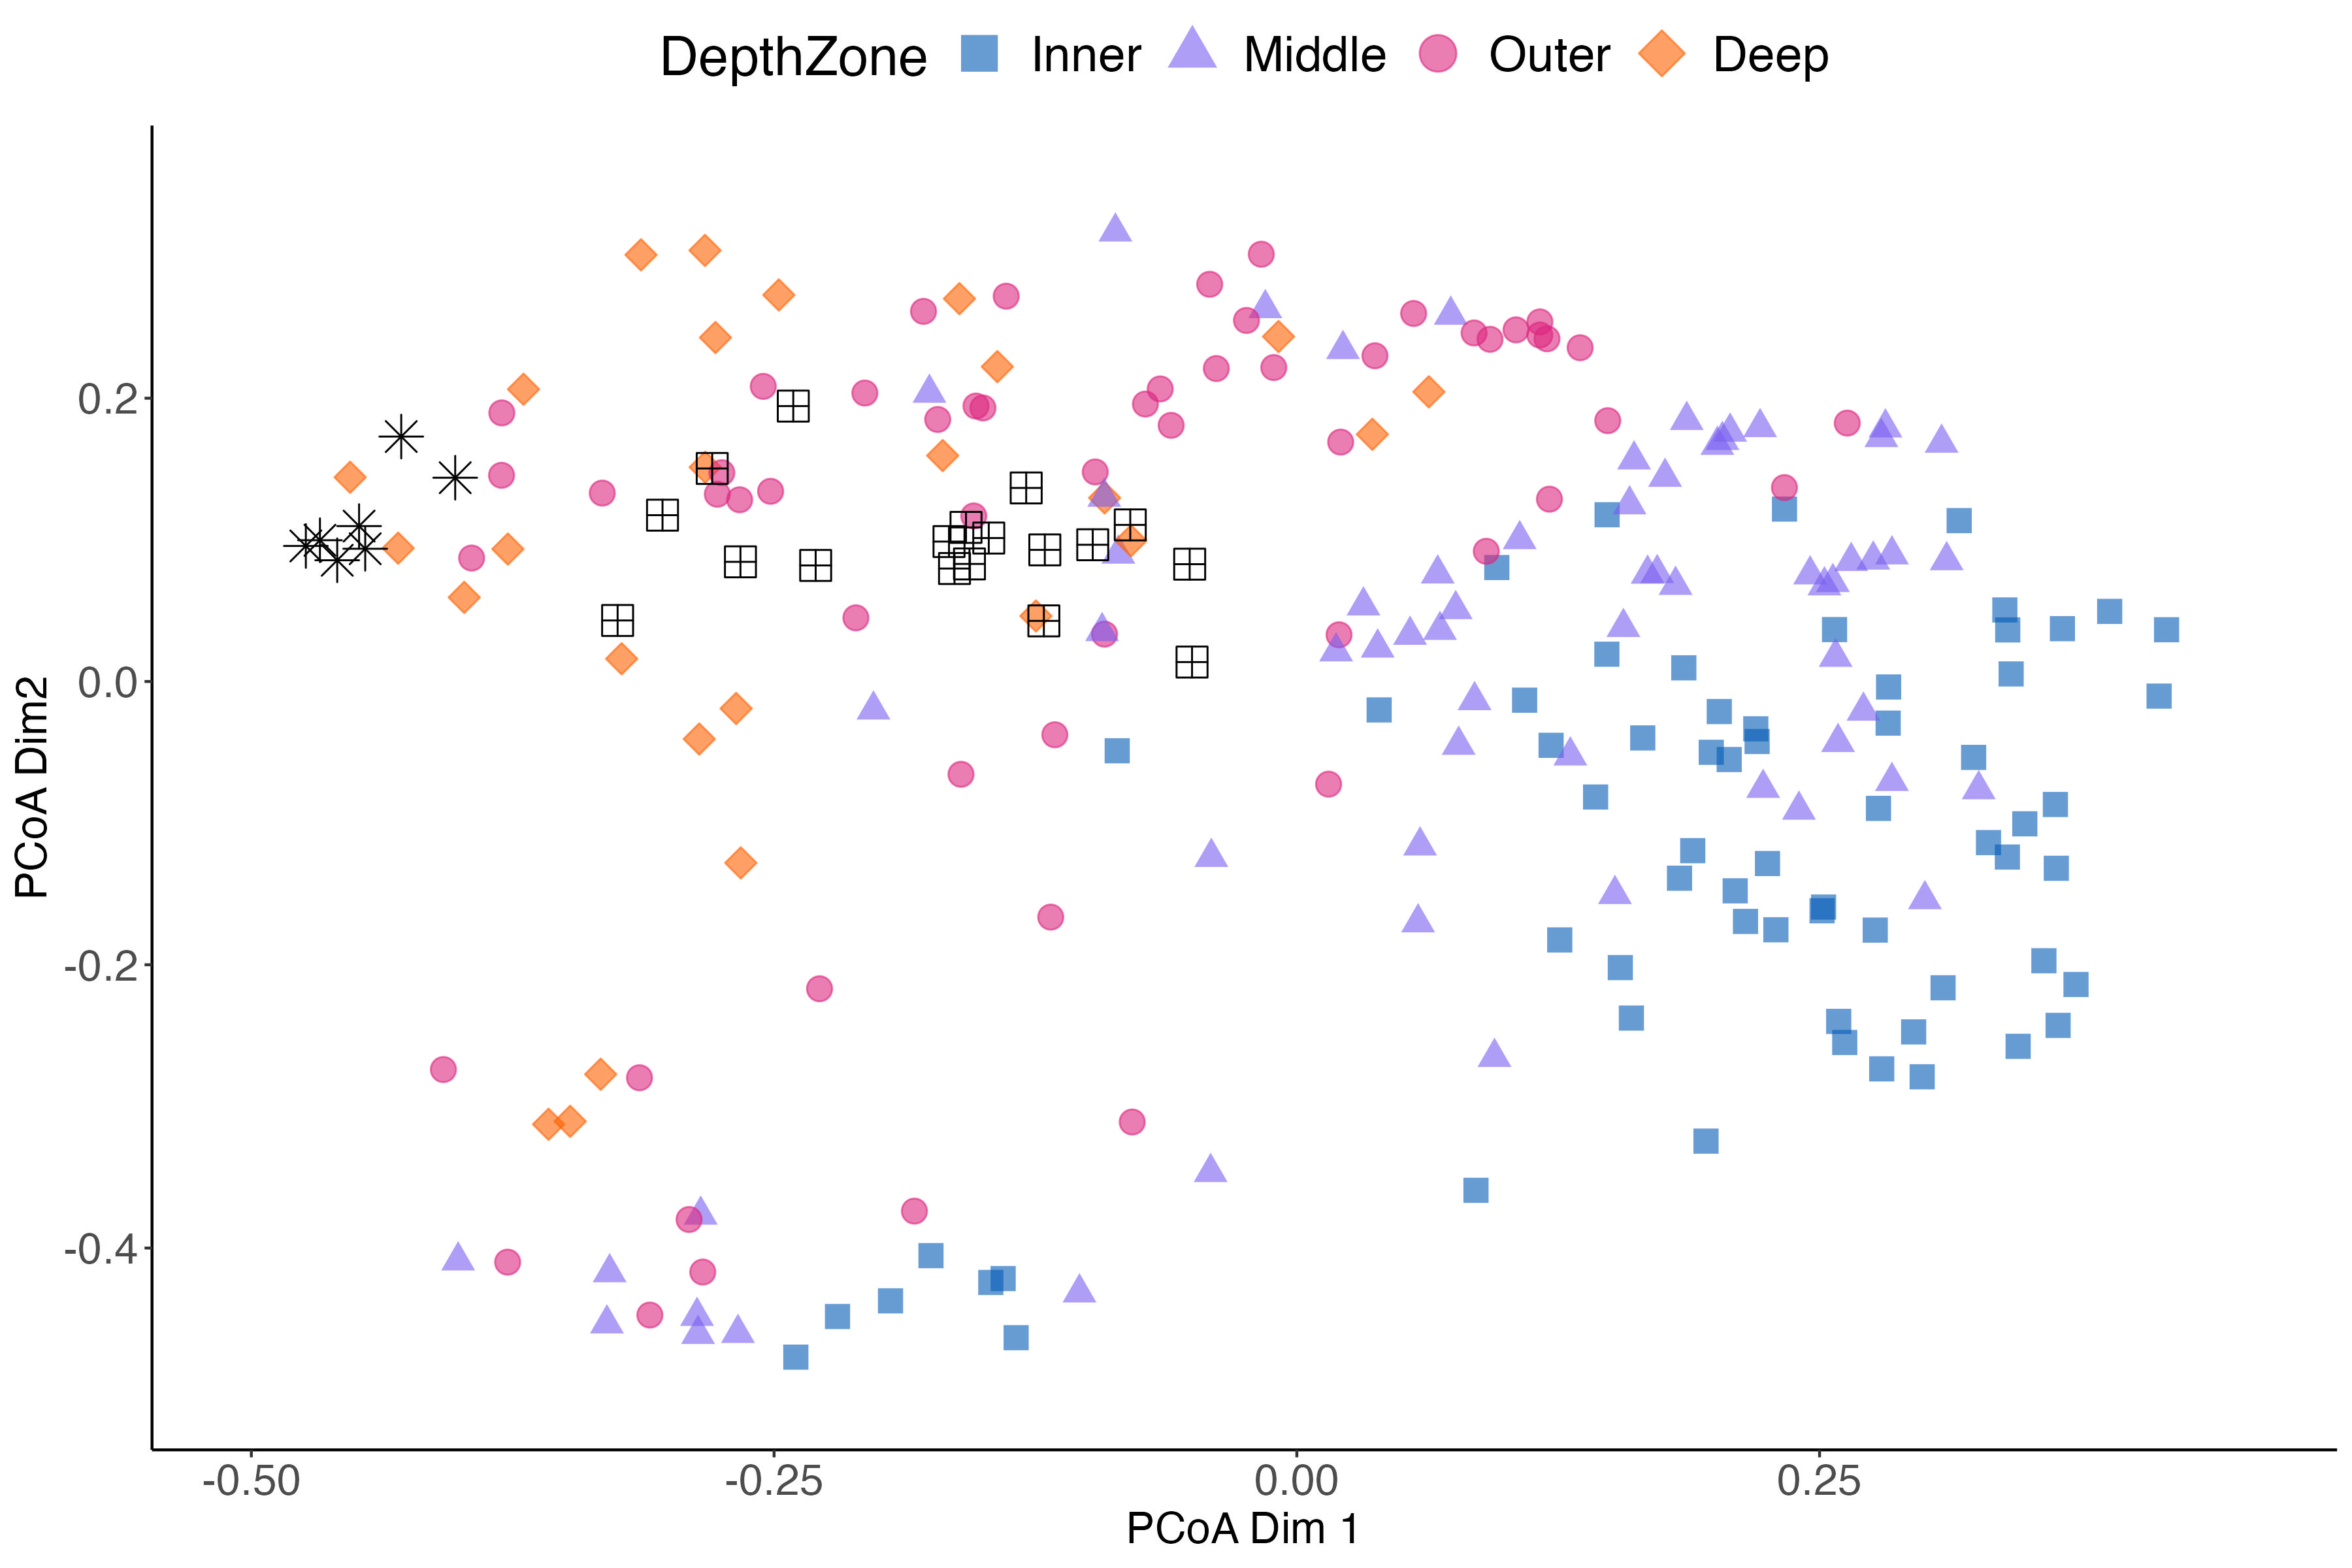 DepthZone Inner Middle Outer Deep
0.2
0.0
-0.2
-0.4
PCoA Dim2
-0.50 -0.25 0.00 0.25
PCoA Dim 1